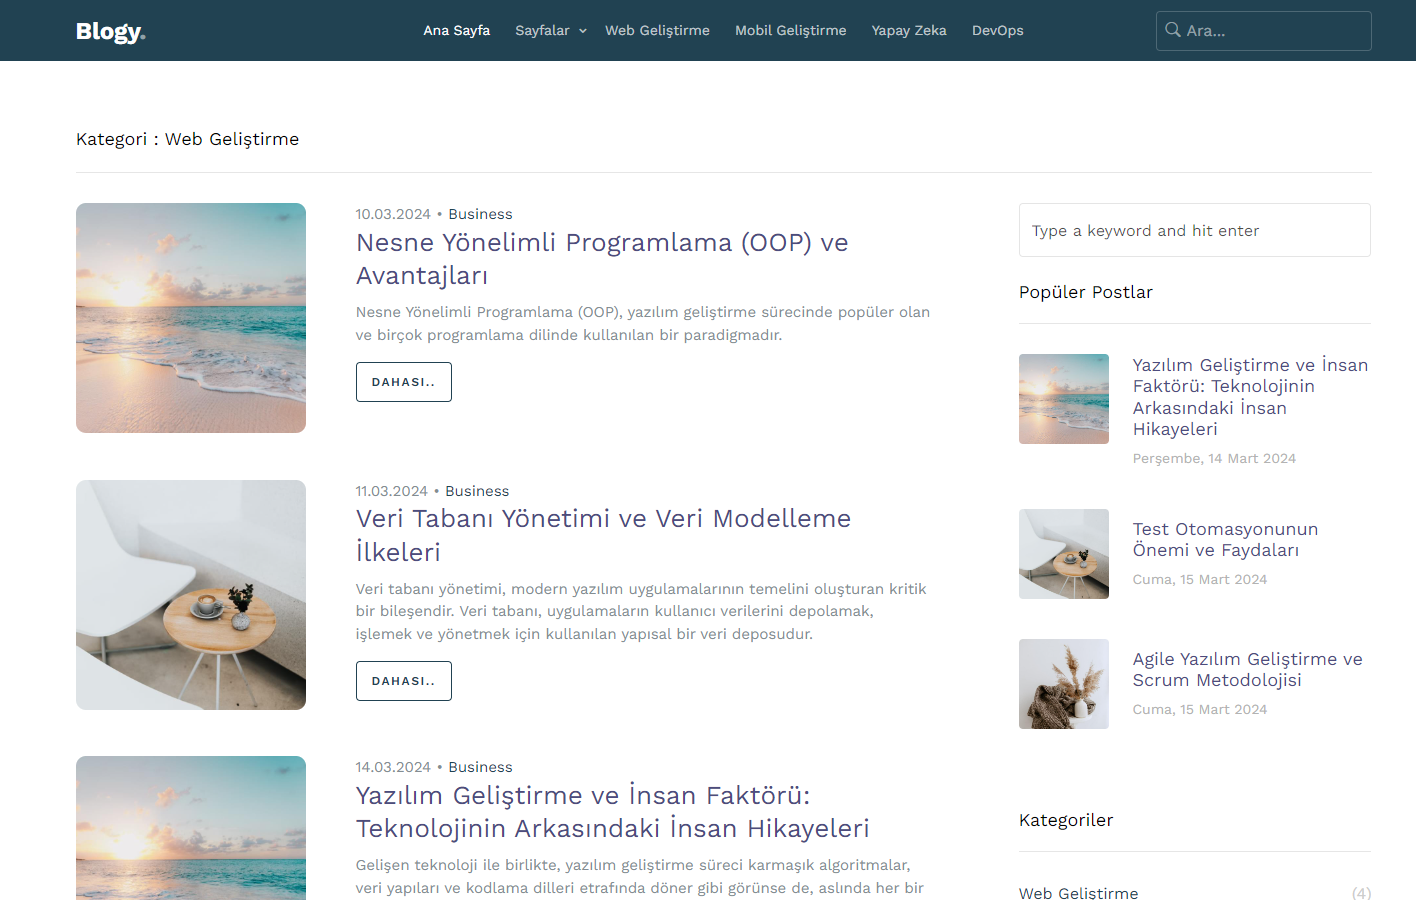 Blogy.
Ana Sayfa Sayfalar Web Geliştirme Mobil Geliştirme Yapay Zeka DevOps
Ara...
Kategori : Web Geliştirme
10.03.2024 • Business
Nesne Yönelimli Programlama (OOP) ve
Avantajları
Nesne Yönelimli Programlama (OOP), yazılım geliştirme sürecinde popüler olan
ve birçok programlama dilinde kullanılan bir paradigmadır.
DAHASI..
11.03.2024 • Business
Veri Tabanı Yönetimi ve Veri Modelleme
İlkeleri
Veri tabanı yönetimi, modern yazılım uygulamalarının temelini oluşturan kritik
bir bileşendir. Veri tabanı, uygulamaların kullanıcı verilerini depolamak,
işlemek ve yönetmek için kullanılan yapısal bir veri deposudur.
DAHASI..
14.03.2024 • Business
Yazılım Geliştirme ve İnsan Faktörü:
Teknolojinin Arkasındaki İnsan Hikayeleri
Gelişen teknoloji ile birlikte, yazılım geliştirme süreci karmaşık algoritmalar,
veri yapıları ve kodlama dilleri etrafında döner gibi görünse de, aslında her bir
Type a keyword and hit enter
Popüler Postlar
Yazılım Geliştirme ve İnsan
Faktörü: Teknolojinin
Arkasındaki İnsan
Hikayeleri
Perşembe, 14 Mart 2024
Test Otomasyonunun
Önemi ve Faydaları
Cuma, 15 Mart 2024
Agile Yazılım Geliştirme ve
Scrum Metodolojisi
Cuma, 15 Mart 2024
Kategoriler
Web Geliştirme (4)